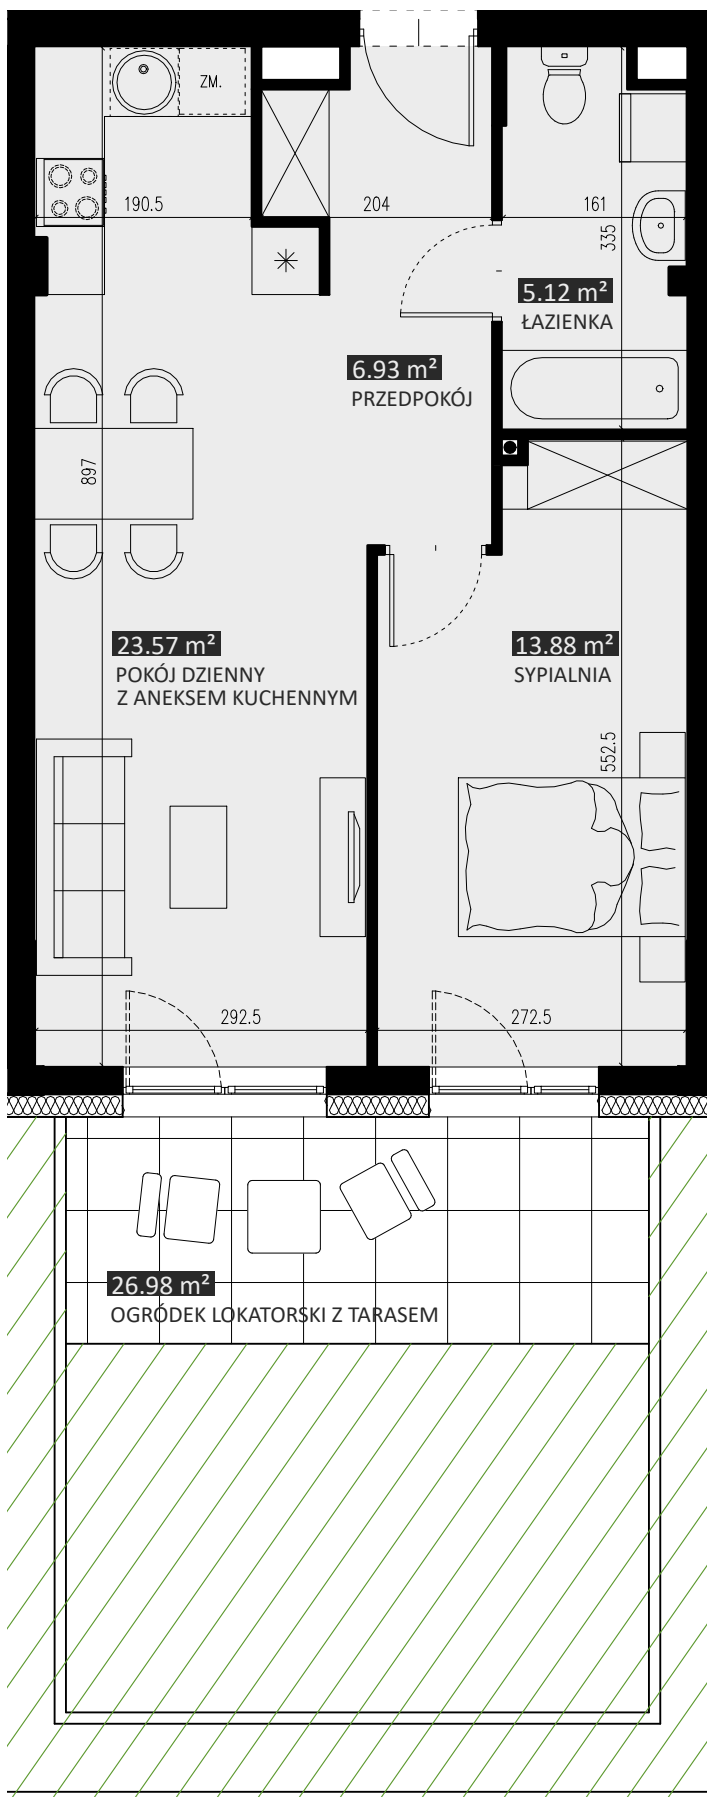 ZM.
190.5
204
161
335
5.12 m²
ŁAZIENKA
6.93 m²
PRZEDPOKÓJ
897
23.57 m²
POKÓJ DZIENNY
Z ANEKSEM KUCHENNYM
13.88 m²
SYPIALNIA
552.5
292.5
272.5
26.98 m²
OGRÓDEK LOKATORSKI Z TARASEM